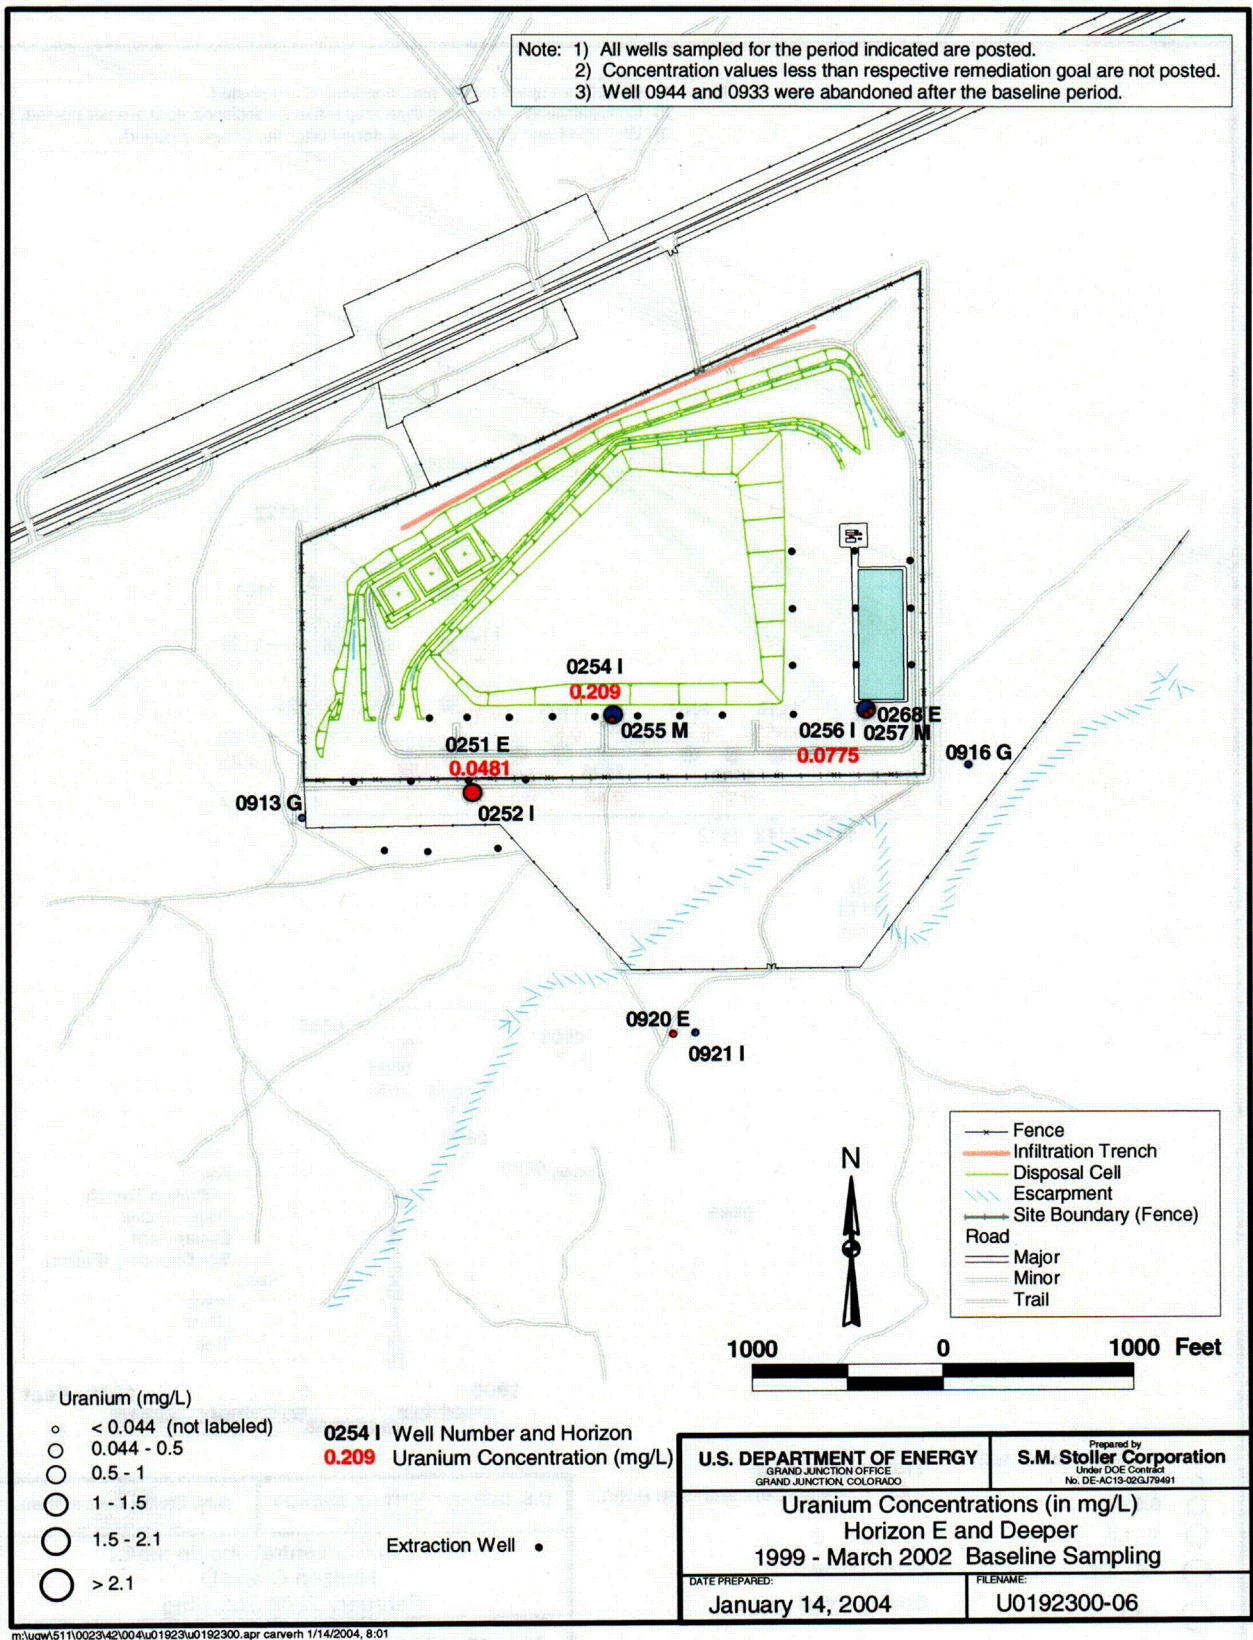 Note: 1) All wells sampled for the period indicated are posted.
2) Concentration values less than respective remediation goal are not posted.
3) Well 0944 and 0933 were abandoned after the baseline period.
0254 I
0.209
0255 M
0268 E
0256 I 0257 M
0.0775
0251 E
0.0481
0252 I
0916 G
0913 G
0920 E
0921 I
Fence
Infiltration Trench
Disposal Cell
Escarpment
Site Boundary (Fence)
Road
Major
Minor
Trail
N
1000 0 1000 Feet
Uranium (mg/L)
< 0.044 (not labeled)
0.044 - 0.5
0.5 - 1
1 - 1.5
1.5 - 2.1
> 2.1
0254 I Well Number and Horizon
0.209 Uranium Concentration (mg/L)
Extraction Well
U.S. DEPARTMENT OF ENERGY
GRAND JUNCTION OFFICE
GRAND JUNCTION, COLORADO
Prepared by
S.M. Stoller Corporation
Under DOE Contract
No. DE-AC13-02GJ79491
Uranium Concentrations (in mg/L)
Horizon E and Deeper
1999 - March 2002 Baseline Sampling
DATE PREPARED:
January 14, 2004
FILENAME:
U0192300-06
m:\ugw\511\0023\42\004\u01923\u0192300.apr carverh 1/14/2004, 8:01